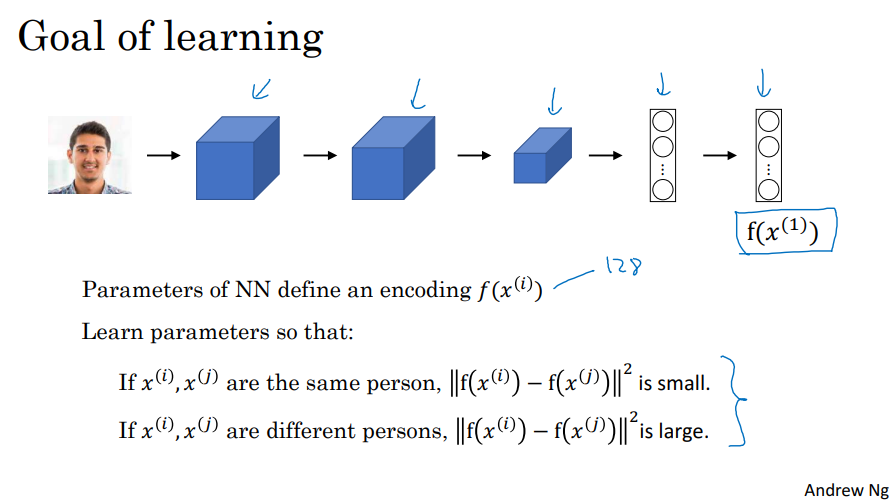 Goal of learning
⋮ ⋮
f(x⁽¹⁾)
128
Parameters of NN define an encoding f(x⁽ⁱ⁾)
Learn parameters so that:
If x⁽ⁱ⁾, x⁽ʲ⁾ are the same person, ‖f(x⁽ⁱ⁾) – f(x⁽ʲ⁾)‖² is small.
If x⁽ⁱ⁾, x⁽ʲ⁾ are different persons, ‖f(x⁽ⁱ⁾) – f(x⁽ʲ⁾)‖² is large.
Andrew Ng